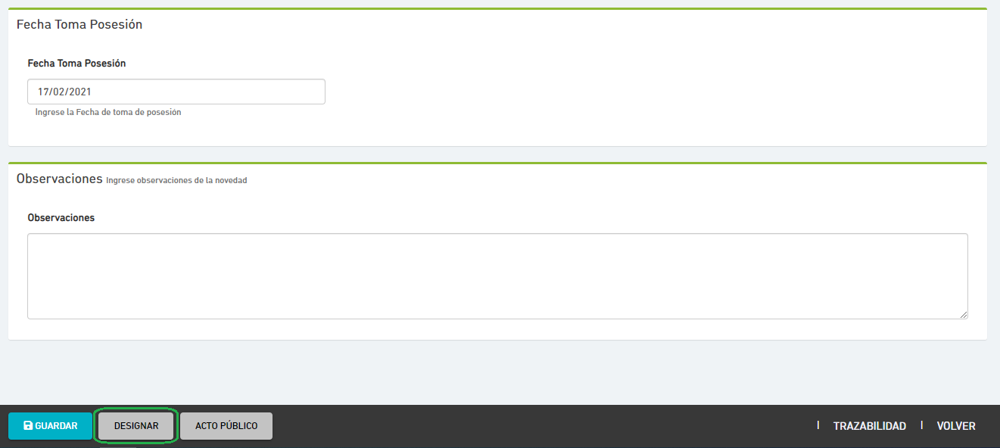 Fecha Toma Posesión
Fecha Toma Posesión
17/02/2021
Ingrese la Fecha de toma de posesión
Observaciones Ingrese observaciones de la novedad
Observaciones
GUARDAR DESIGNAR ACTO PÚBLICO | TRAZABILIDAD | VOLVER